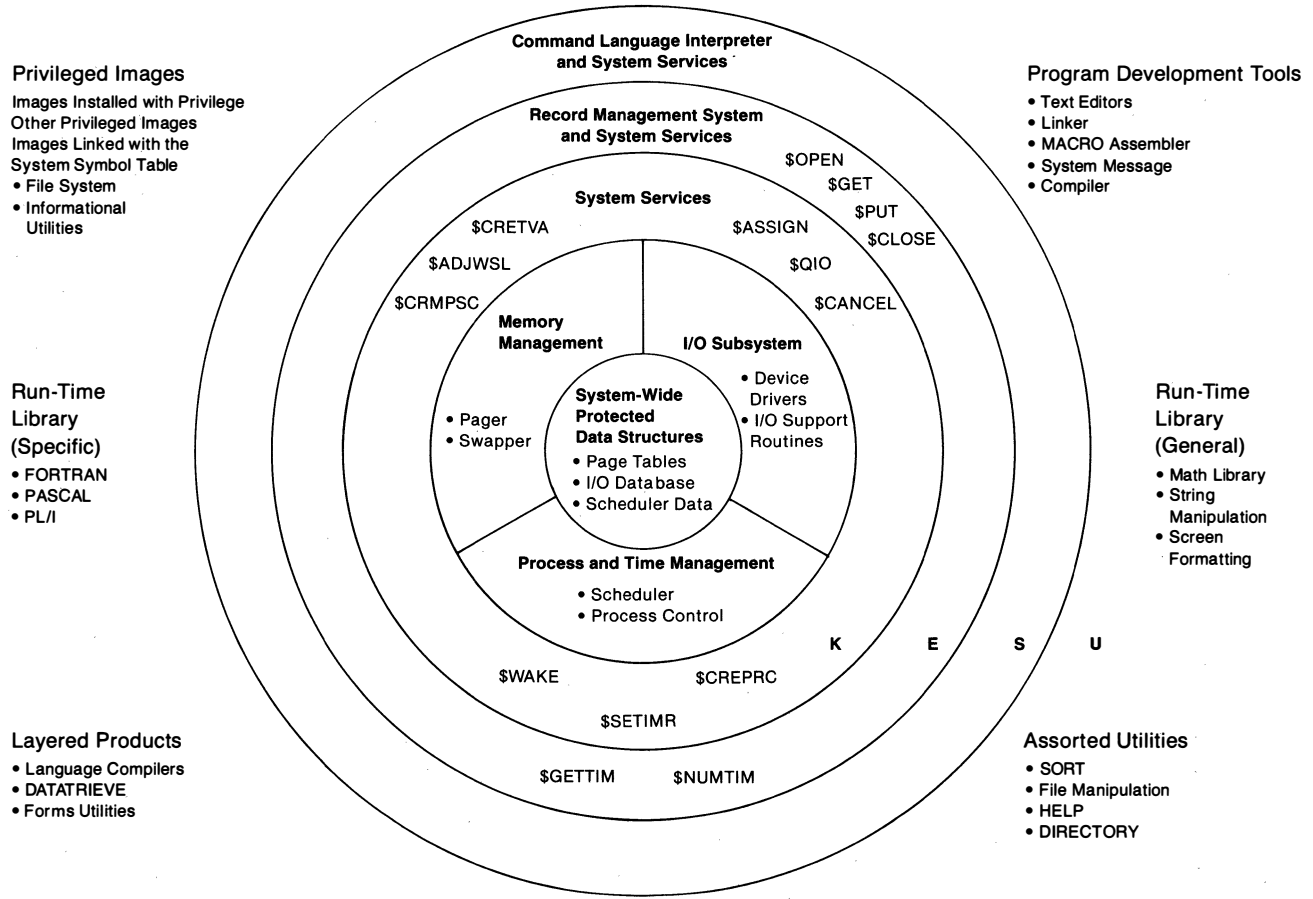 Command Language Interpreter
and System Services
Record Management System
and System Services
$OPEN
$GET
$PUT
$CLOSE
System Services
$CRETVA
$ADJWSL
$CRMPSC
$ASSIGN
$QIO
$CANCEL
Memory
Management
• Pager
• Swapper
I/O Subsystem
• Device
Drivers
• I/O Support
Routines
System-Wide
Protected
Data Structures
• Page Tables
• I/O Database
• Scheduler Data
Process and Time Management
• Scheduler
• Process Control
K E S U
$WAKE
$CREPRC
$SETIMR
$GETTIM
$NUMTIM
Privileged Images
Images Installed with Privilege
Other Privileged Images
Images Linked with the
System Symbol Table
• File System
• Informational
Utilities
Run-Time
Library
(Specific)
• FORTRAN
• PASCAL
• PL/I
Layered Products
• Language Compilers
• DATATRIEVE
• Forms Utilities
Program Development Tools
• Text Editors
• Linker
• MACRO Assembler
• System Message
• Compiler
Run-Time
Library
(General)
• Math Library
• String
Manipulation
• Screen
Formatting
Assorted Utilities
• SORT
• File Manipulation
• HELP
• DIRECTORY